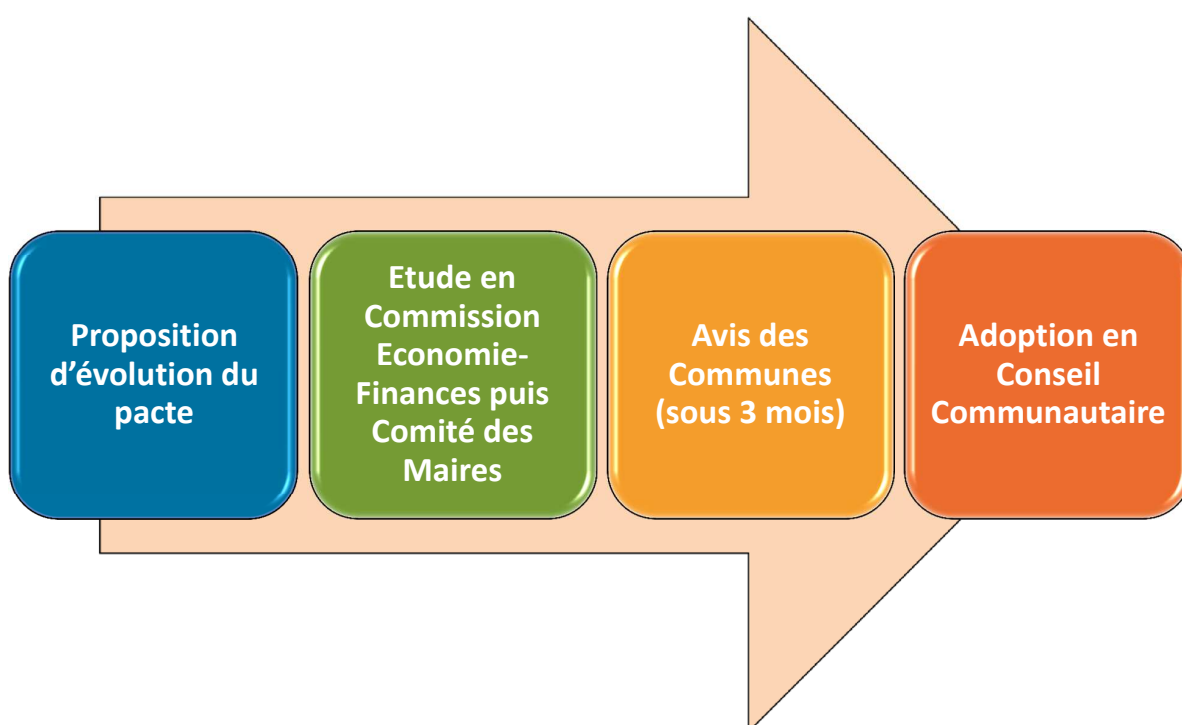 Proposition
d’évolution du
pacte
Etude en
Commission
Economie-
Finances puis
Comité des
Maires
Avis des
Communes
(sous 3 mois)
Adoption en
Conseil
Communautaire